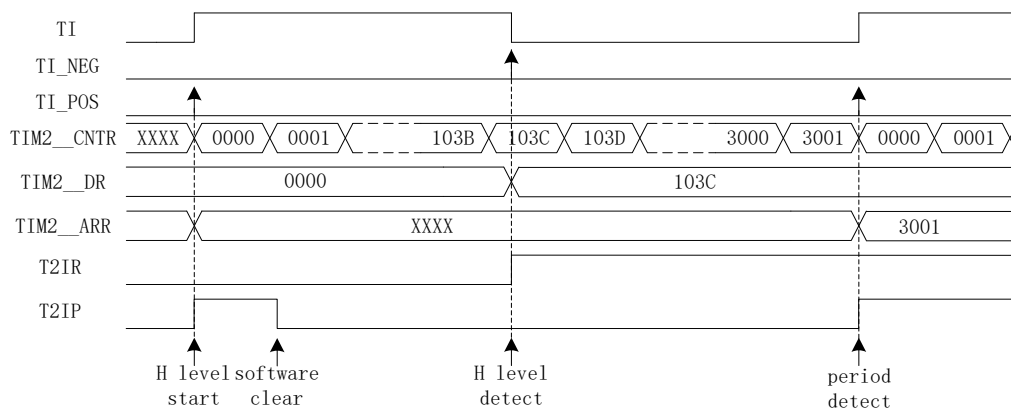 TI
TI_NEG
TI_POS
TIM2__CNTR XXXX 0000 0001 103B 103C 103D 3000 3001 0000 0001
TIM2__DR 0000 103C
TIM2__ARR XXXX 3001
T2IR
T2IP
H level start
software clear
H level detect
period detect